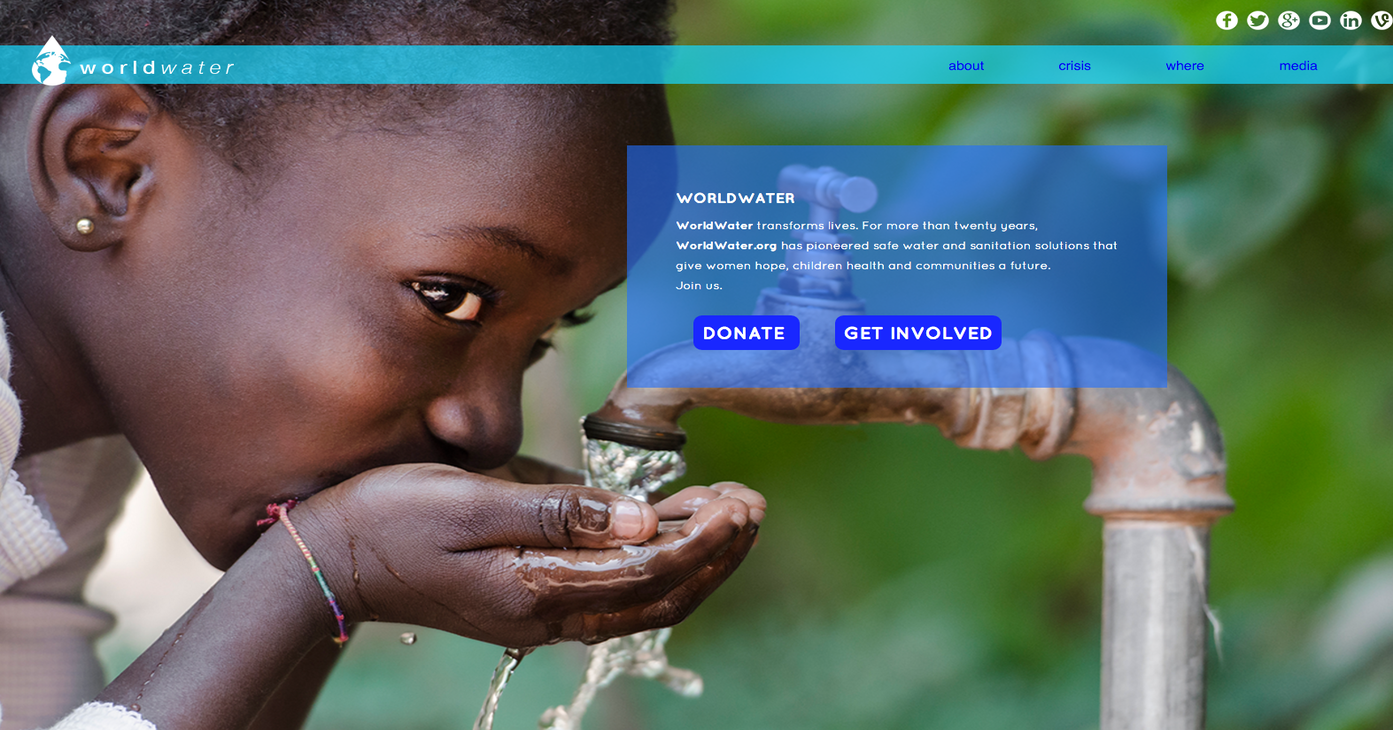 worldwater
about crisis where media
WORLDWATER
WorldWater transforms lives. For more than twenty years,
WorldWater.org has pioneered safe water and sanitation solutions that
give women hope, children health and communities a future.
Join us.
DONATE GET INVOLVED